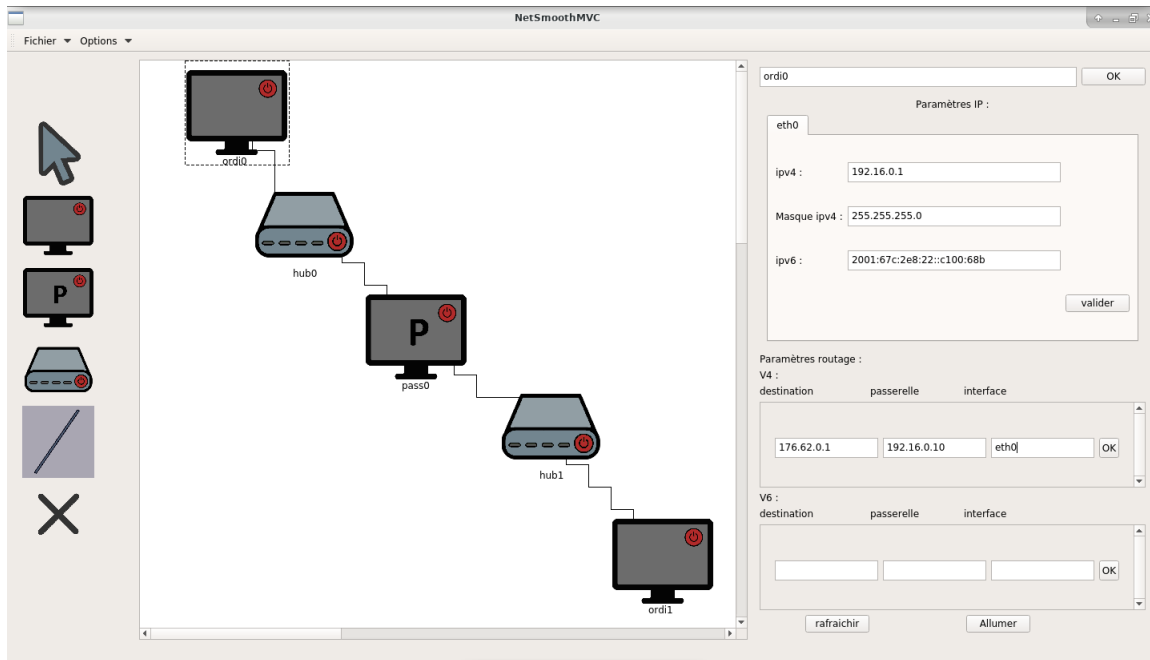 NetSmoothMVC
Fichier Options
ordi0
hub0
P
P
pass0
hub1
ordi1
ordi0 OK
Paramètres IP :
eth0
ipv4 : 192.16.0.1
Masque ipv4 : 255.255.255.0
ipv6 : 2001:67c:2e8:22::c100:68b
valider
Paramètres routage :
V4 :
destination passerelle interface
176.62.0.1 192.16.0.10 eth0 OK
V6 :
destination passerelle interface
OK
rafraichir Allumer